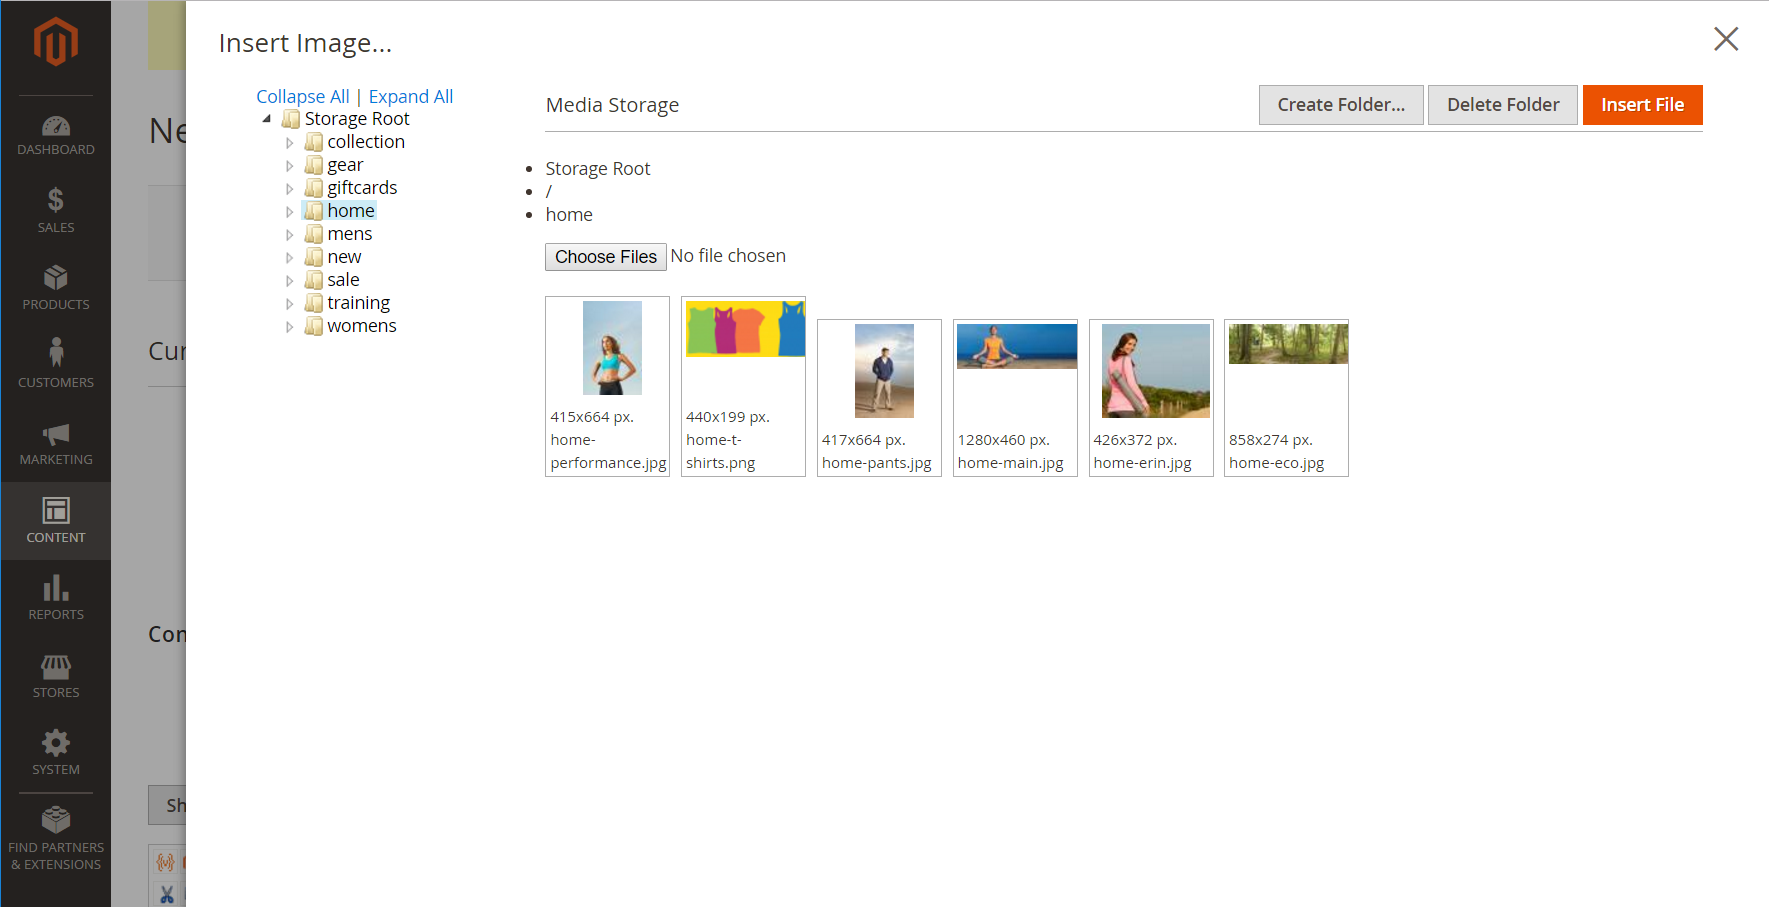 Insert Image...
Collapse All | Expand All
Storage Root
collection
gear
giftcards
home
mens
new
sale
training
womens
Media Storage
Create Folder...
Delete Folder
Insert File
Storage Root
/
home
Choose Files No file chosen
415x664 px.
home-
performance.jpg
440x199 px.
home-t-
shirts.png
417x664 px.
home-pants.jpg
1280x460 px.
home-main.jpg
426x372 px.
home-erin.jpg
858x274 px.
home-eco.jpg
DASHBOARD
$
SALES
PRODUCTS
CUSTOMERS
MARKETING
CONTENT
REPORTS
STORES
SYSTEM
FIND PARTNERS
& EXTENSIONS
Ne
Cur
Con
Sh